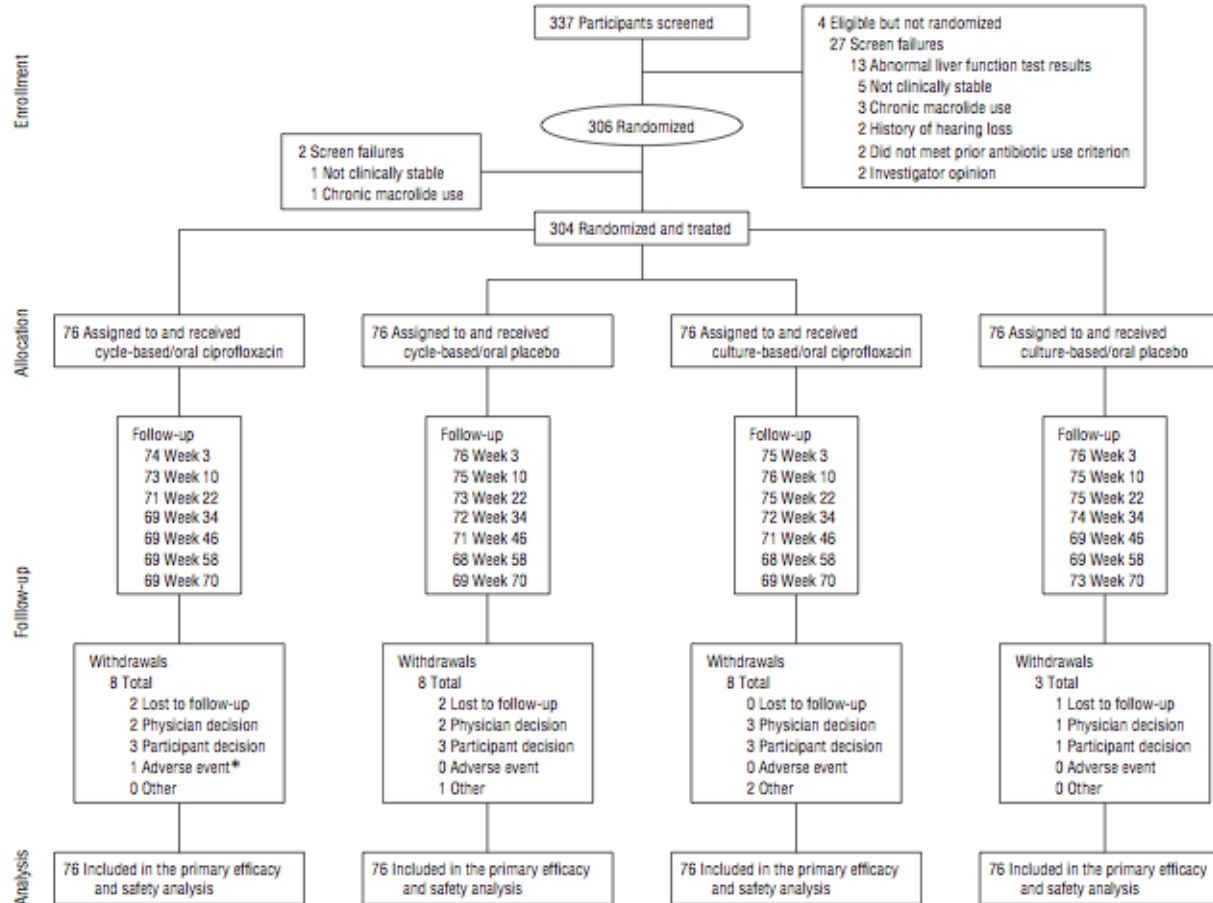 Enrollment
337 Participants screened
4 Eligible but not randomized
27 Screen failures
13 Abnormal liver function test results
5 Not clinically stable
3 Chronic macrolide use
2 History of hearing loss
2 Did not meet prior antibiotic use criterion
2 Investigator opinion
306 Randomized
2 Screen failures
1 Not clinically stable
1 Chronic macrolide use
304 Randomized and treated
Allocation
76 Assigned to and received
cycle-based/oral ciprofloxacin
76 Assigned to and received
cycle-based/oral placebo
76 Assigned to and received
culture-based/oral ciprofloxacin
76 Assigned to and received
culture-based/oral placebo
Folllow-up
Follow-up
74 Week 3
73 Week 10
71 Week 22
69 Week 34
69 Week 46
69 Week 58
69 Week 70
Follow-up
76 Week 3
75 Week 10
73 Week 22
72 Week 34
71 Week 46
68 Week 58
69 Week 70
Follow-up
75 Week 3
76 Week 10
75 Week 22
72 Week 34
71 Week 46
68 Week 58
69 Week 70
Follow-up
76 Week 3
75 Week 10
75 Week 22
74 Week 34
69 Week 46
69 Week 58
73 Week 70
Withdrawals
8 Total
2 Lost to follow-up
2 Physician decision
3 Participant decision
1 Adverse event*
0 Other
Withdrawals
8 Total
2 Lost to follow-up
2 Physician decision
3 Participant decision
0 Adverse event
1 Other
Withdrawals
8 Total
0 Lost to follow-up
3 Physician decision
3 Participant decision
0 Adverse event
2 Other
Withdrawals
3 Total
1 Lost to follow-up
1 Physician decision
1 Participant decision
0 Adverse event
0 Other
Analysis
76 Included in the primary efficacy
and safety analysis
76 Included in the primary efficacy
and safety analysis
76 Included in the primary efficacy
and safety analysis
76 Included in the primary efficacy
and safety analysis